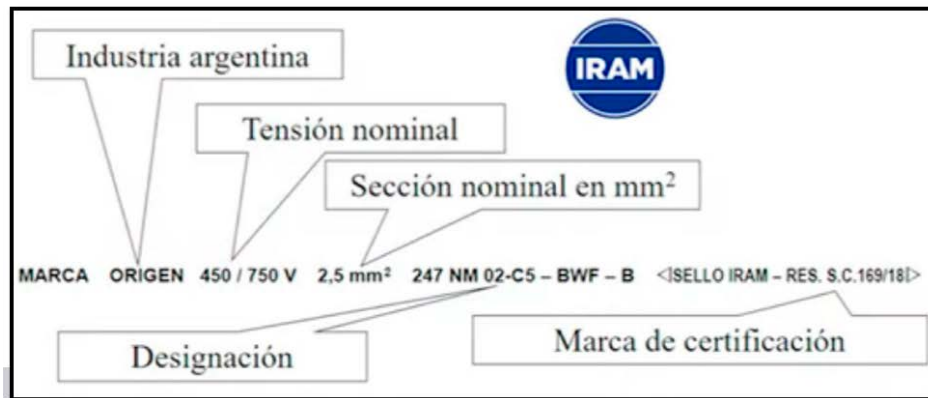 Industria argentina
IRAM
Tensión nominal
Sección nominal en mm²
MARCA ORIGEN 450 / 750 V 2,5 mm² 247 NM 02-C5 – BWF – B <ISELLO IRAM – RES. S.C.169/18I>
Designación
Marca de certificación